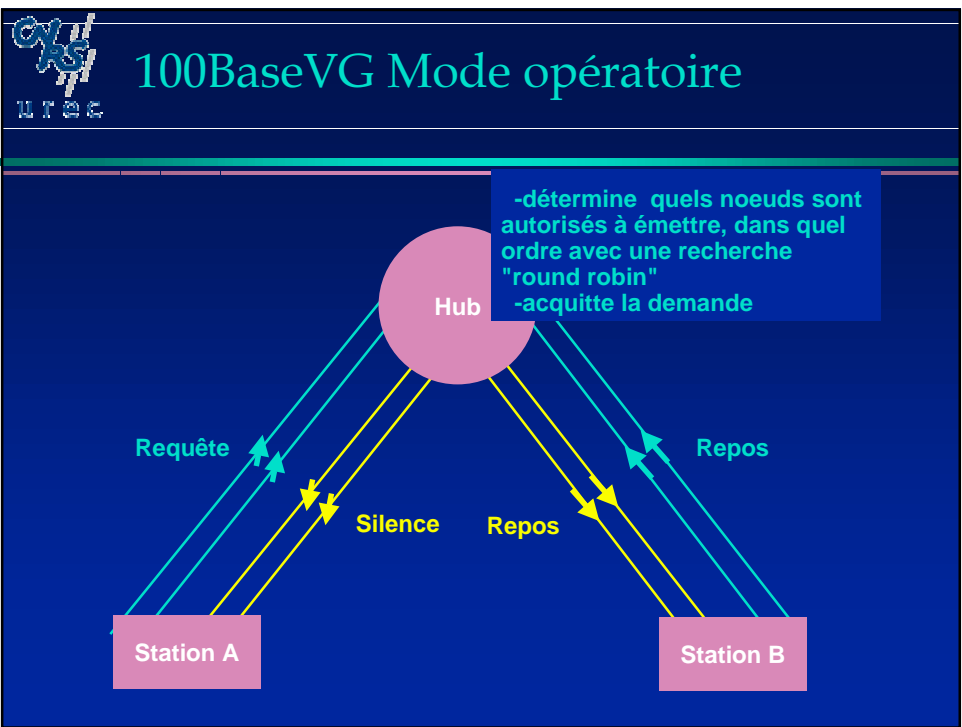 CNRS
urec
100BaseVG Mode opératoire
-détermine quels noeuds sont
autorisés à émettre, dans quel
ordre avec une recherche
"round robin"
-acquitte la demande
Hub
Requête
Repos
Silence
Repos
Station A
Station B